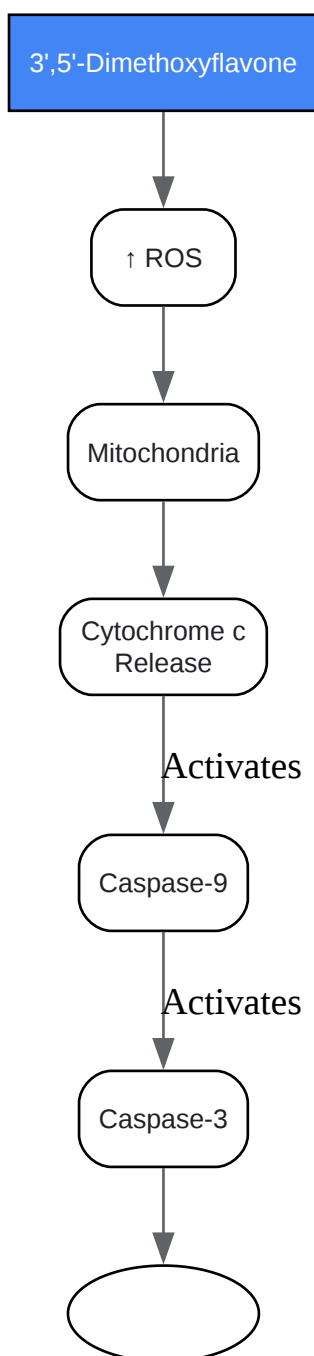 3',5'-Dimethoxyflavone
↑ ROS
Mitochondria
Cytochrome c
Release
Activates
Caspase-9
Activates
Caspase-3